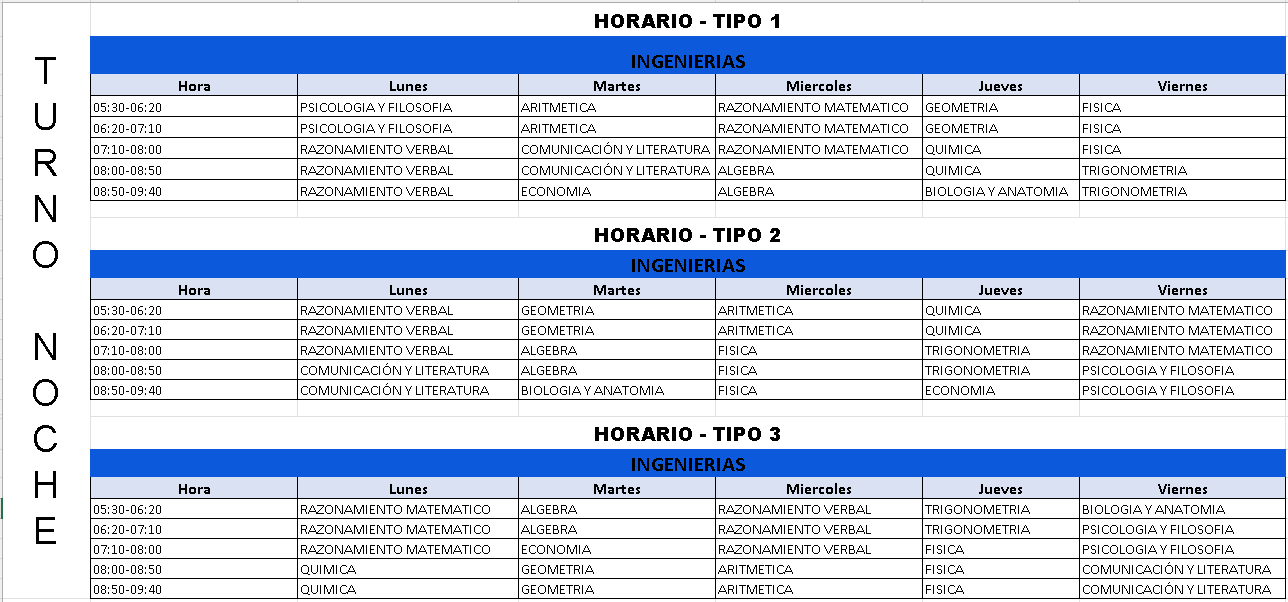 TURNO NOCHE
HORARIO - TIPO 1
INGENIERIAS
Hora Lunes Martes Miercoles Jueves Viernes
05:30-06:20 PSICOLOGIA Y FILOSOFIA ARITMETICA RAZONAMIENTO MATEMATICO GEOMETRIA FISICA
06:20-07:10 PSICOLOGIA Y FILOSOFIA ARITMETICA RAZONAMIENTO MATEMATICO GEOMETRIA FISICA
07:10-08:00 RAZONAMIENTO VERBAL COMUNICACIÓN Y LITERATURA RAZONAMIENTO MATEMATICO QUIMICA FISICA
08:00-08:50 RAZONAMIENTO VERBAL COMUNICACIÓN Y LITERATURA ALGEBRA QUIMICA TRIGONOMETRIA
08:50-09:40 RAZONAMIENTO VERBAL ECONOMIA ALGEBRA BIOLOGIA Y ANATOMIA TRIGONOMETRIA
HORARIO - TIPO 2
INGENIERIAS
Hora Lunes Martes Miercoles Jueves Viernes
05:30-06:20 RAZONAMIENTO VERBAL GEOMETRIA ARITMETICA QUIMICA RAZONAMIENTO MATEMATICO
06:20-07:10 RAZONAMIENTO VERBAL GEOMETRIA ARITMETICA QUIMICA RAZONAMIENTO MATEMATICO
07:10-08:00 RAZONAMIENTO VERBAL ALGEBRA FISICA TRIGONOMETRIA RAZONAMIENTO MATEMATICO
08:00-08:50 COMUNICACIÓN Y LITERATURA ALGEBRA FISICA TRIGONOMETRIA PSICOLOGIA Y FILOSOFIA
08:50-09:40 COMUNICACIÓN Y LITERATURA BIOLOGIA Y ANATOMIA FISICA ECONOMIA PSICOLOGIA Y FILOSOFIA
HORARIO - TIPO 3
INGENIERIAS
Hora Lunes Martes Miercoles Jueves Viernes
05:30-06:20 RAZONAMIENTO MATEMATICO ALGEBRA RAZONAMIENTO VERBAL TRIGONOMETRIA BIOLOGIA Y ANATOMIA
06:20-07:10 RAZONAMIENTO MATEMATICO ALGEBRA RAZONAMIENTO VERBAL TRIGONOMETRIA PSICOLOGIA Y FILOSOFIA
07:10-08:00 RAZONAMIENTO MATEMATICO ECONOMIA RAZONAMIENTO VERBAL FISICA PSICOLOGIA Y FILOSOFIA
08:00-08:50 QUIMICA GEOMETRIA ARITMETICA FISICA COMUNICACIÓN Y LITERATURA
08:50-09:40 QUIMICA GEOMETRIA ARITMETICA FISICA COMUNICACIÓN Y LITERATURA